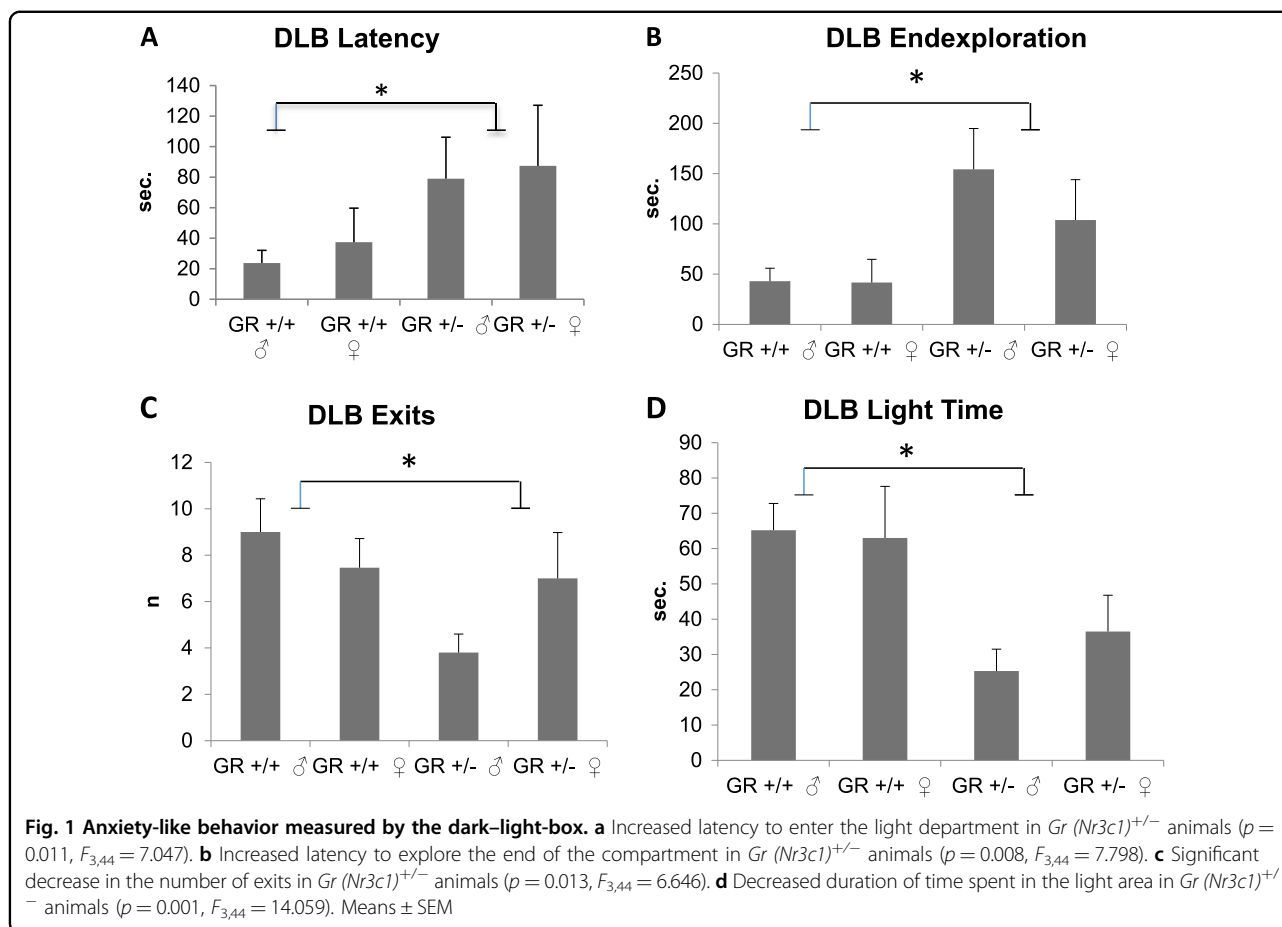 A
DLB Latency
*
140
120
100
80
60
40
20
0
sec.
GR +/+ ♂
GR +/+ ♀
GR +/- ♂
GR +/- ♀
B
DLB Endexploration
*
250
200
150
100
50
0
sec.
GR +/+ ♂
GR +/+ ♀
GR +/- ♂
GR +/- ♀
C
DLB Exits
*
12
10
8
6
4
2
0
n
GR +/+ ♂
GR +/+ ♀
GR +/- ♂
GR +/- ♀
D
DLB Light Time
*
90
80
70
60
50
40
30
20
10
0
sec.
GR +/+ ♂
GR +/+ ♀
GR +/- ♂
GR +/- ♀
Fig. 1 Anxiety-like behavior measured by the dark–light-box. a Increased latency to enter the light department in Gr (Nr3c1)+/− animals (p =
0.011, F3,44 = 7.047). b Increased latency to explore the end of the compartment in Gr (Nr3c1)+/− animals (p = 0.008, F3,44 = 7.798). c Significant
decrease in the number of exits in Gr (Nr3c1)+/− animals (p = 0.013, F3,44 = 6.646). d Decreased duration of time spent in the light area in Gr (Nr3c1)+/
− animals (p = 0.001, F3,44 = 14.059). Means ± SEM